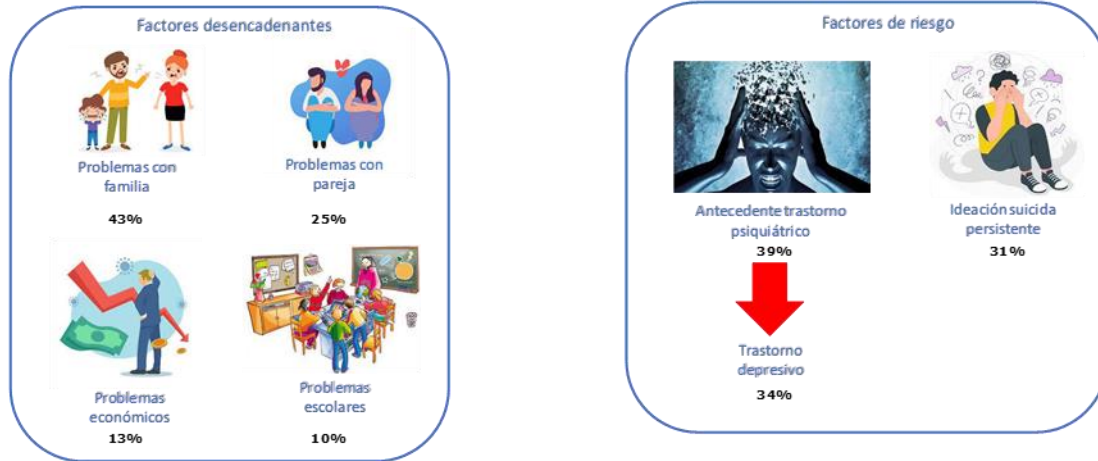 Factores desencadenantes
Problemas con
familia
43%
Problemas con
pareja
25%
Problemas
económicos
13%
Problemas
escolares
10%
Factores de riesgo
Antecedente trastorno
psiquiátrico
39%
Trastorno
depresivo
34%
Ideación suicida
persistente
31%